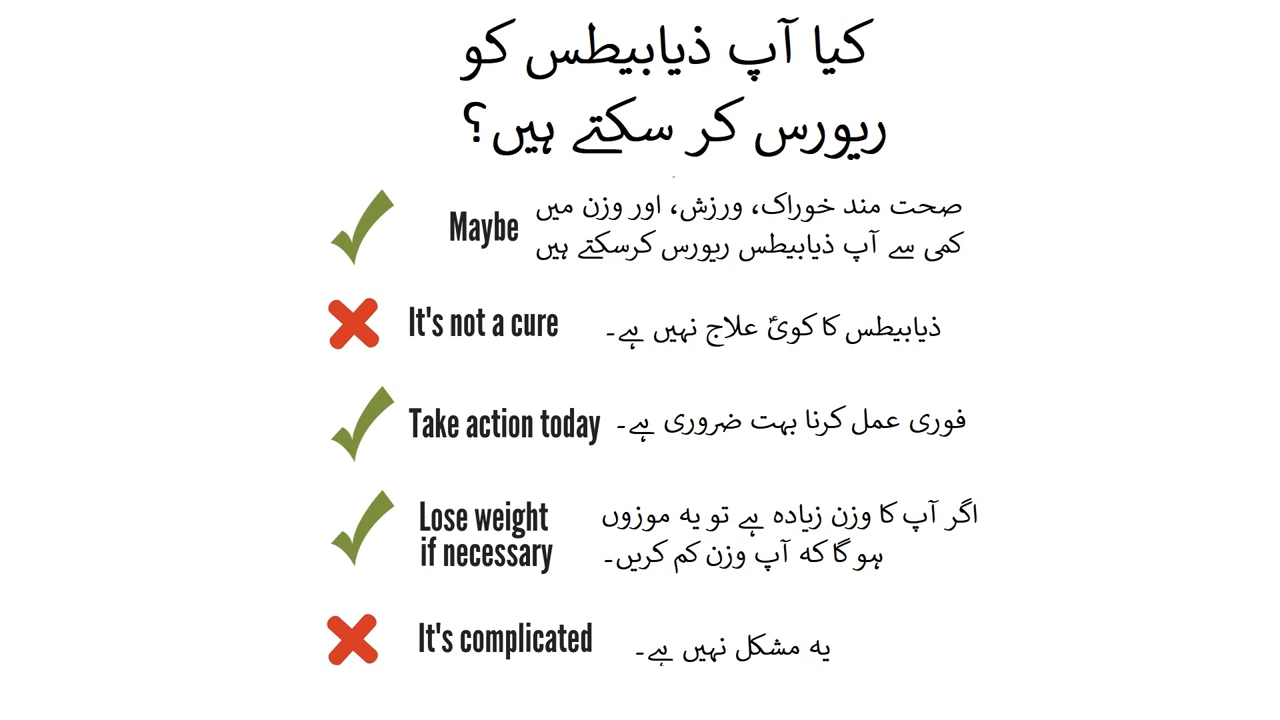 کیا آپ ذیابیطس کو
ریورس کر سکتے ہیں؟
Maybe
صحت مند خوراک، ورزش، اور وزن میں
کمی سے آپ ذیابیطس ریورس کرسکتے ہیں
It's not a cure
ذیابیطس کا کوئؑ علاج نہیں ہے۔
Take action today
فوری عمل کرنا بہت ضروری ہے۔
Lose weight
if necessary
اگر آپ کا وزن زیادہ ہے تو یہ موزوں
ہو گا کہ آپ وزن کم کریں۔
It's complicated
یہ مشکل نہیں ہے۔